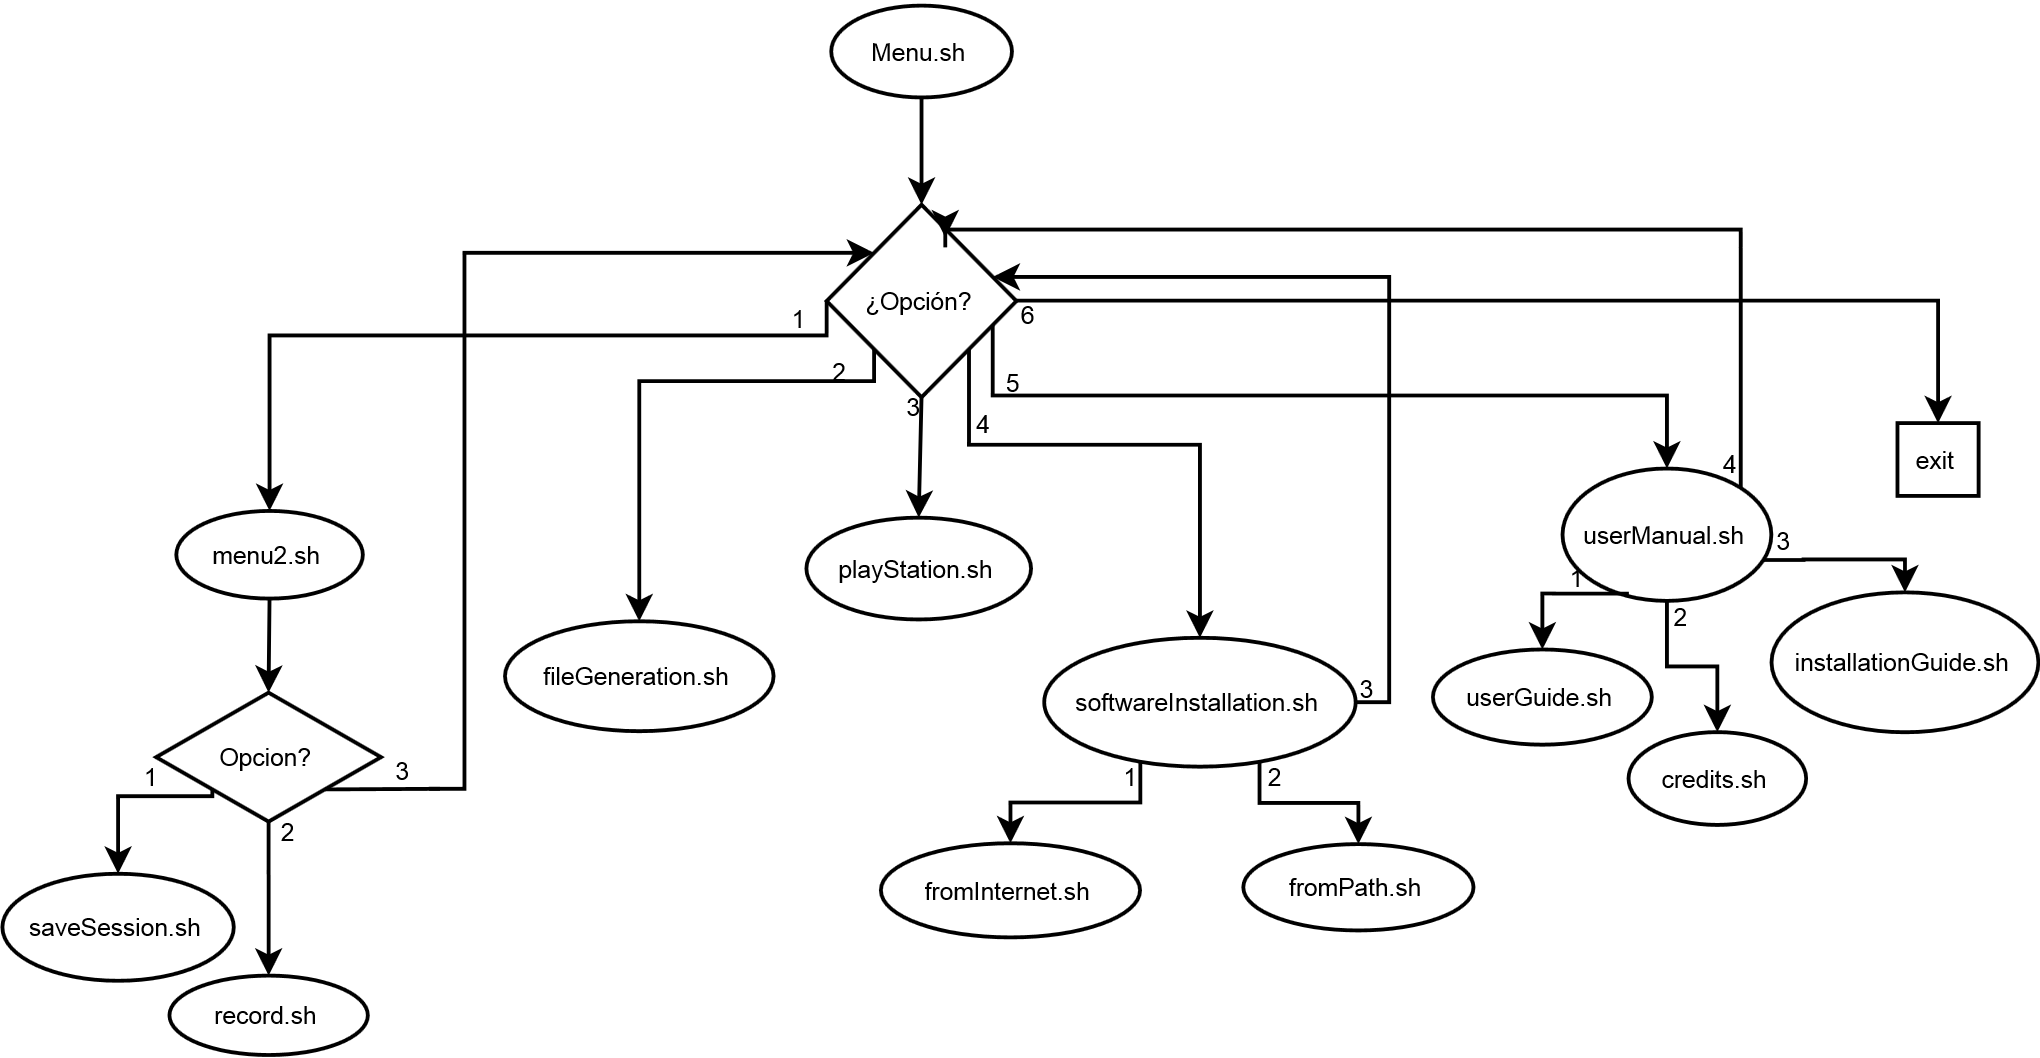 Menu.sh
¿Opción?
1
2
3
4
5
6
menu2.sh
Opcion?
1
2
3
saveSession.sh
record.sh
fileGeneration.sh
playStation.sh
softwareInstallation.sh
1
2
3
fromInternet.sh
fromPath.sh
userManual.sh
1
2
3
4
userGuide.sh
credits.sh
installationGuide.sh
exit